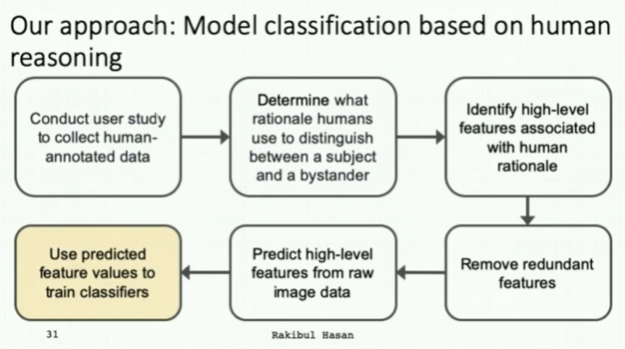 Our approach: Model classification based on human
reasoning
Conduct user study
to collect human-
annotated data
Determine what
rationale humans
use to distinguish
between a subject
and a bystander
Identify high-level
features associated
with human
rationale
Remove redundant
features
Predict high-level
features from raw
image data
Use predicted
feature values to
train classifiers
31
Rakibul Hasan